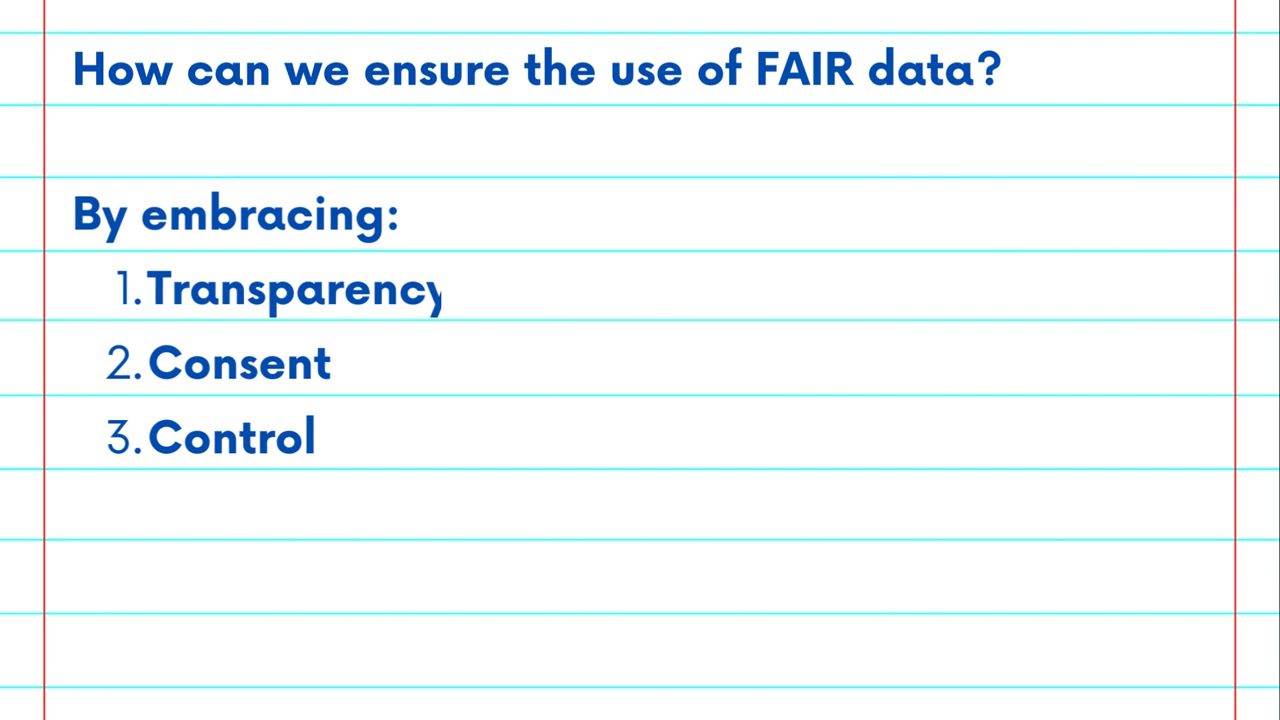 How can we ensure the use of FAIR data?
By embracing:
1. Transparency
2. Consent
3. Control